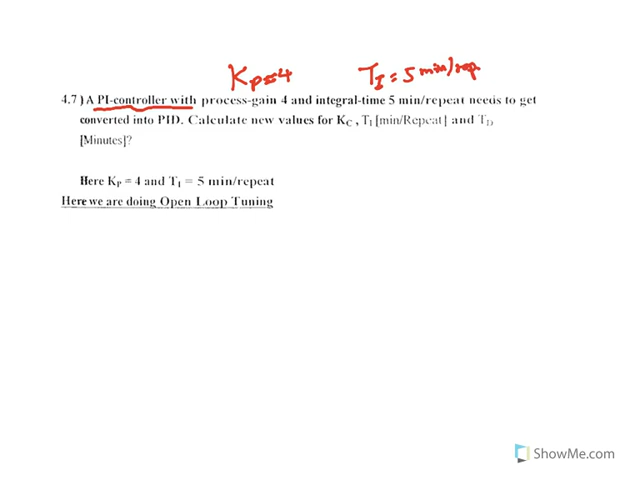 Kp=4 TI = 5 min/rep.
4.7) A PI-controller with process-gain 4 and integral-time 5 min/repeat needs to get
converted into PID. Calculate new values for KC , TI [min/Repeat] and TD
[Minutes]?
Here KP = 4 and TI = 5 min/repeat
Here we are doing Open Loop Tuning
ShowMe.com